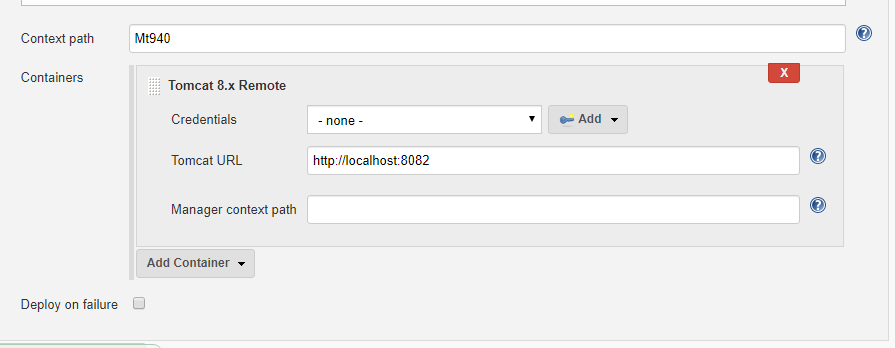 Context path Mt940
Containers
Tomcat 8.x Remote
X
Credentials - none - Add
Tomcat URL http://localhost:8082
Manager context path
Add Container
Deploy on failure